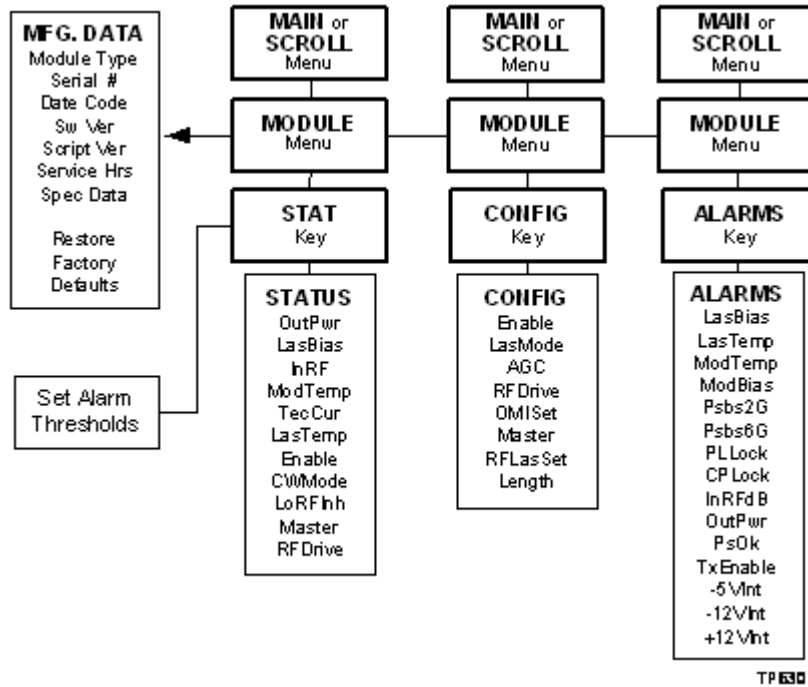 MFG. DATA
Module Type
Serial #
Date Code
Sw Ver
Script Ver
Service Hrs
Spec Data
Restore
Factory
Defaults
MAIN or
SCROLL
Menu
MODULE
Menu
STAT
Key
STATUS
OutPwr
LasBias
InRF
ModTemp
TecCur
LasTemp
Enable
CWMode
LoRFInh
Master
RFDrive
Set Alarm
Thresholds
MAIN or
SCROLL
Menu
MODULE
Menu
CONFIG
Key
CONFIG
Enable
LasMode
AGC
RFDrive
OMISet
Master
RFLasSet
Length
MAIN or
SCROLL
Menu
MODULE
Menu
ALARMS
Key
ALARMS
LasBias
LasTemp
ModTemp
ModBias
Psbs2G
Psbs6G
PLLock
CPLock
InRFdB
OutPwr
PsOk
TxEnable
-5VInt
-12VInt
+12VInt
TP630